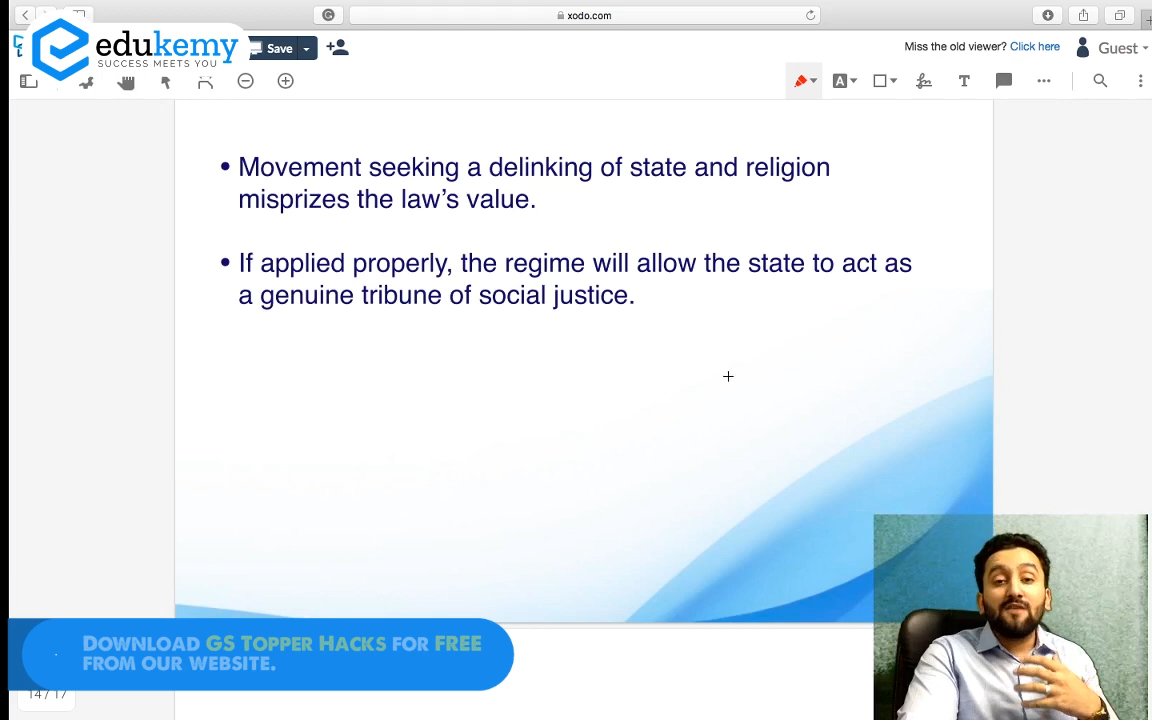 xodo.com
edukemy
SUCCESS MEETS YOU
Save
Miss the old viewer? Click here
Guest
A
T
• Movement seeking a delinking of state and religion
misprizes the law’s value.
• If applied properly, the regime will allow the state to act as
a genuine tribune of social justice.
DOWNLOAD GS TOPPER HACKS FOR FREE
FROM OUR WEBSITE.
14 / 17